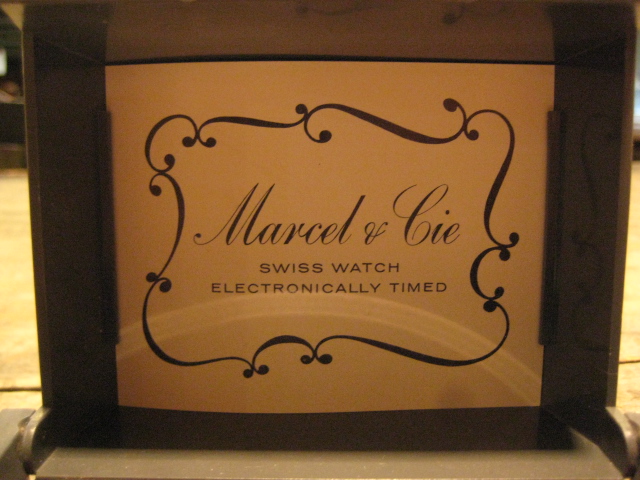 Marcel & Cie
SWISS WATCH
ELECTRONICALLY TIMED